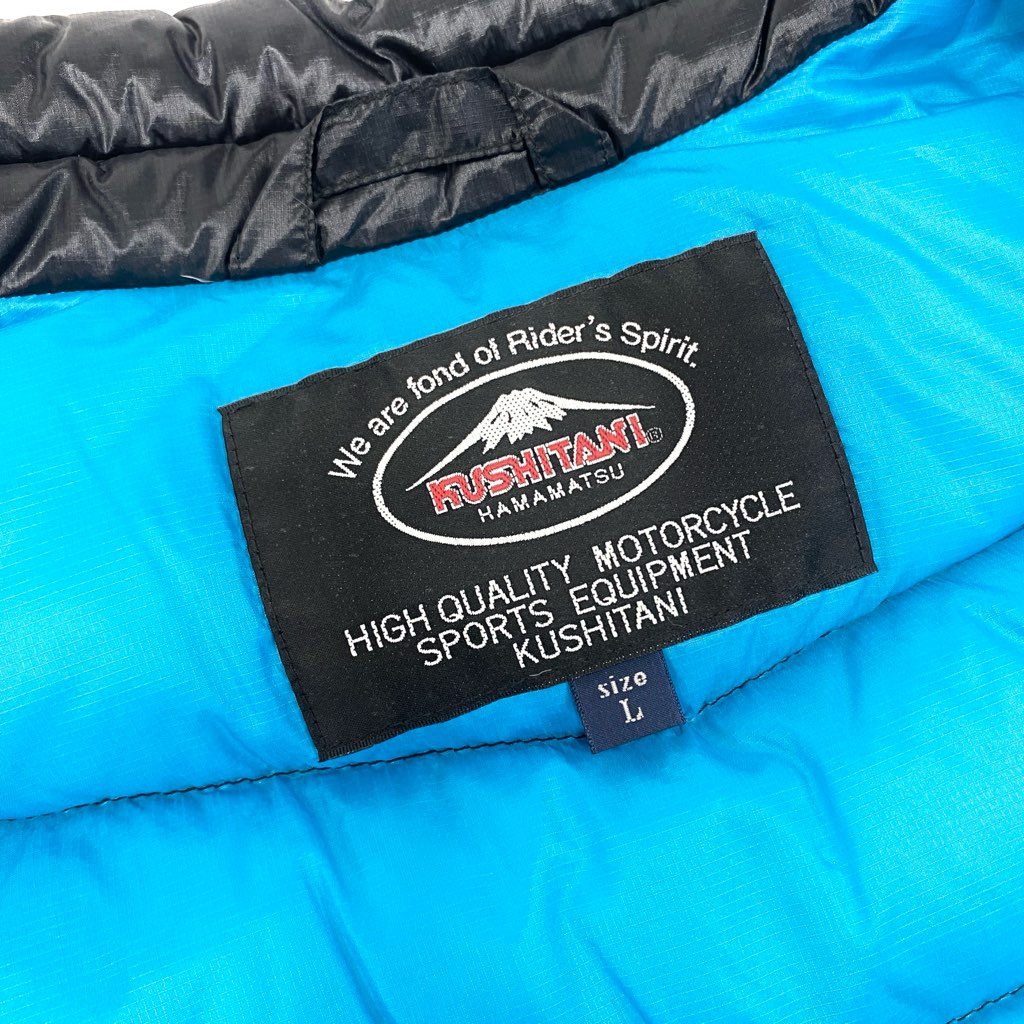 We are fond of Rider's Spirit.
KUSHITANI®
HAMAMATSU
HIGH QUALITY MOTORCYCLE
SPORTS EQUIPMENT
KUSHITANI
size
L